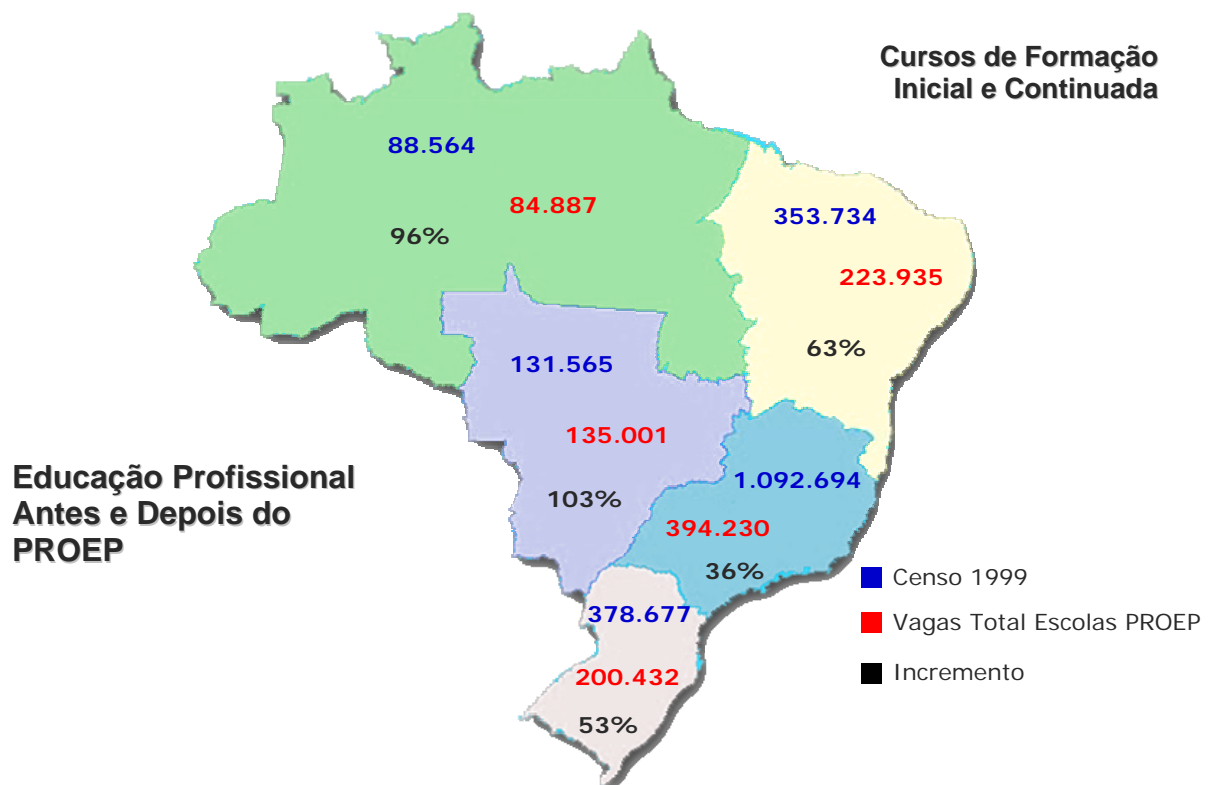 Cursos de Formação
Inicial e Continuada
88.564
84.887
96%
353.734
223.935
63%
131.565
135.001
103%
Educação Profissional
Antes e Depois do
PROEP
1.092.694
394.230
36%
378.677
200.432
53%
Censo 1999
Vagas Total Escolas PROEP
Incremento